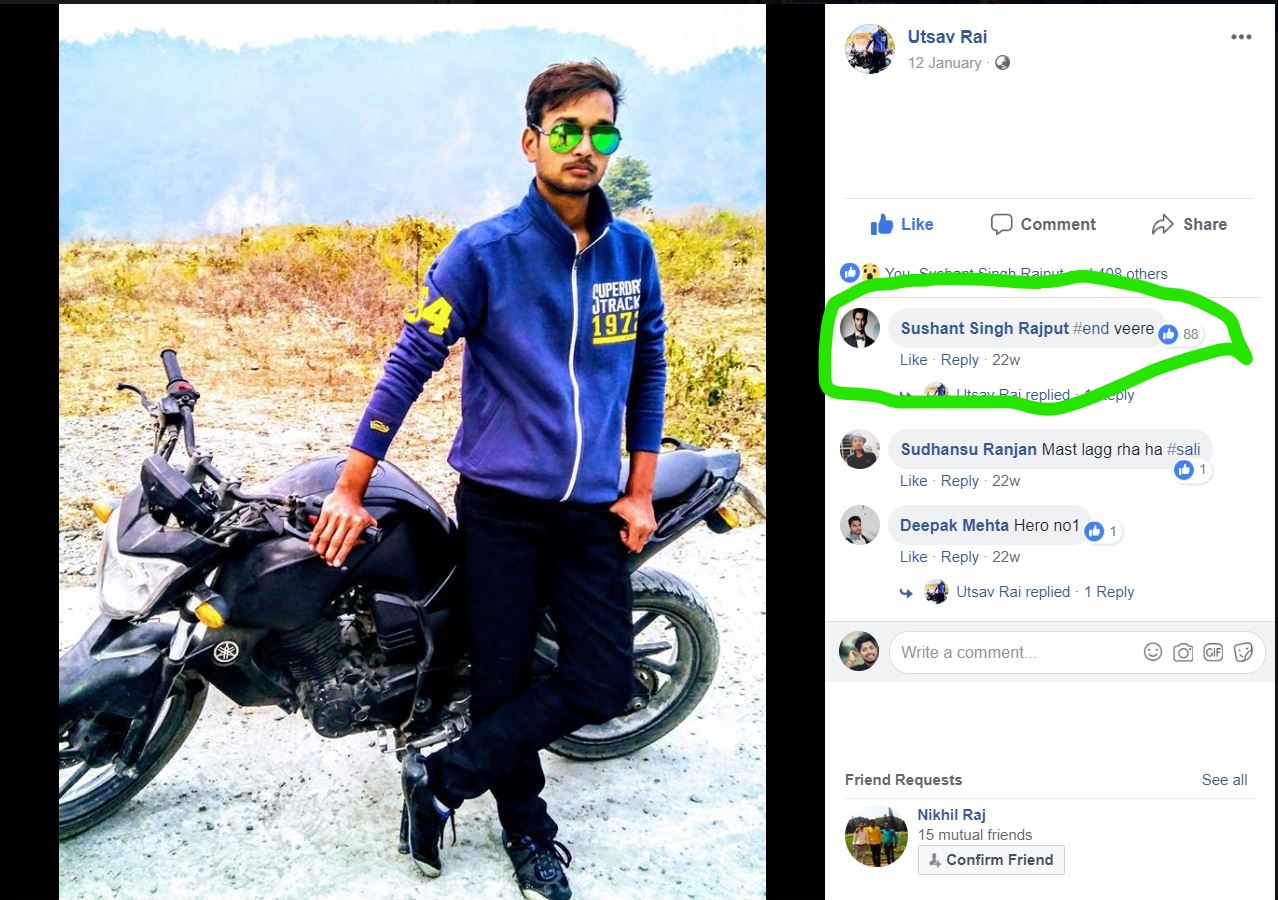 Utsav Rai
12 January
Like Comment Share
You, Sushant Singh Rajput and 408 others
Sushant Singh Rajput #end veere 88
Like · Reply · 22w
Utsav Rai replied · 1 Reply
Sudhansu Ranjan Mast lagg rha ha #sali
1
Like · Reply · 22w
Deepak Mehta Hero no1 1
Like · Reply · 22w
Utsav Rai replied · 1 Reply
Write a comment...
GIF
Friend Requests See all
Nikhil Raj
15 mutual friends
Confirm Friend
SUPERDRY
TRACK
1972